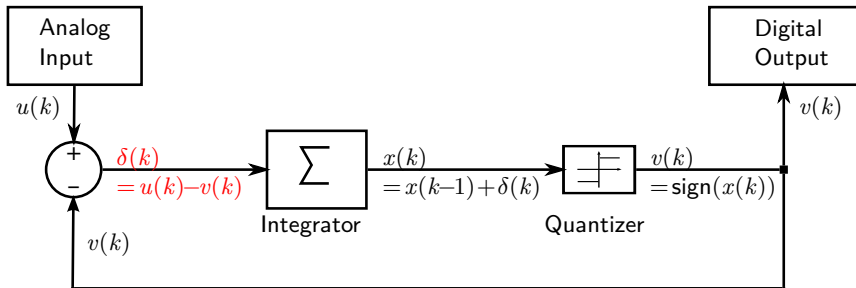 Analog
Input
Digital
Output
u(k)
v(k)
+
−
δ(k)
= u(k)−v(k)
Σ
Integrator
x(k)
= x(k−1)+δ(k)
Quantizer
v(k)
= sign(x(k))
v(k)